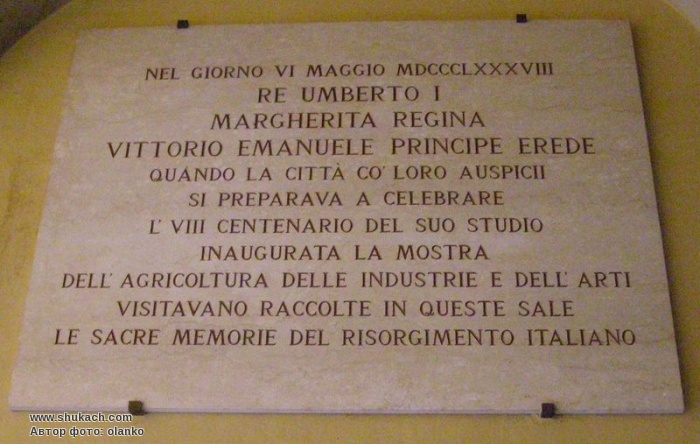 NEL GIORNO VI MAGGIO MDCCCLXXXVIII
RE UMBERTO I
MARGHERITA REGINA
VITTORIO EMANUELE PRINCIPE EREDE
QUANDO LA CITTÀ CO' LORO AUSPICII
SI PREPARAVA A CELEBRARE
L' VIII CENTENARIO DEL SUO STUDIO
INAUGURATA LA MOSTRA
DELL' AGRICOLTURA DELLE INDUSTRIE E DELL' ARTI
VISITAVANO RACCOLTE IN QUESTE SALE
LE SACRE MEMORIE DEL RISORGIMENTO ITALIANO
www.shukach.com
Автор фото: olanko